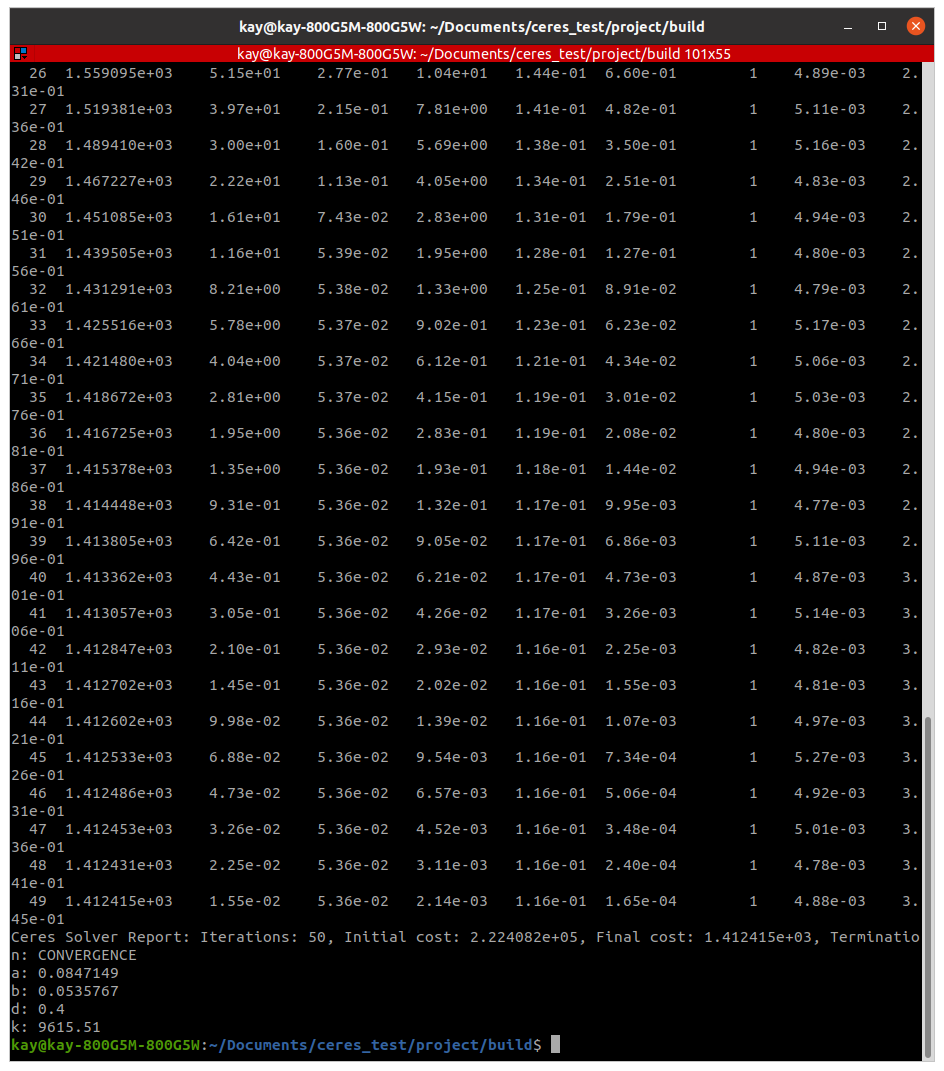 kay@kay-800G5M-800G5W: ~/Documents/ceres_test/project/build
kay@kay-800G5M-800G5W: ~/Documents/ceres_test/project/build 101x55
26 1.559095e+03 5.15e+01 2.77e-01 1.04e+01 1.44e-01 6.60e-01 1 4.89e-03 2.
31e-01
27 1.519381e+03 3.97e+01 2.15e-01 7.81e+00 1.41e-01 4.82e-01 1 5.11e-03 2.
36e-01
28 1.489410e+03 3.00e+01 1.60e-01 5.69e+00 1.38e-01 3.50e-01 1 5.16e-03 2.
42e-01
29 1.467227e+03 2.22e+01 1.13e-01 4.05e+00 1.34e-01 2.51e-01 1 4.83e-03 2.
46e-01
30 1.451085e+03 1.61e+01 7.43e-02 2.83e+00 1.31e-01 1.79e-01 1 4.94e-03 2.
51e-01
31 1.439505e+03 1.16e+01 5.39e-02 1.95e+00 1.28e-01 1.27e-01 1 4.80e-03 2.
56e-01
32 1.431291e+03 8.21e+00 5.38e-02 1.33e+00 1.25e-01 8.91e-02 1 4.79e-03 2.
61e-01
33 1.425516e+03 5.78e+00 5.37e-02 9.02e-01 1.23e-01 6.23e-02 1 5.17e-03 2.
66e-01
34 1.421480e+03 4.04e+00 5.37e-02 6.12e-01 1.21e-01 4.34e-02 1 5.06e-03 2.
71e-01
35 1.418672e+03 2.81e+00 5.37e-02 4.15e-01 1.19e-01 3.01e-02 1 5.03e-03 2.
76e-01
36 1.416725e+03 1.95e+00 5.36e-02 2.83e-01 1.19e-01 2.08e-02 1 4.80e-03 2.
81e-01
37 1.415378e+03 1.35e+00 5.36e-02 1.93e-01 1.18e-01 1.44e-02 1 4.94e-03 2.
86e-01
38 1.414448e+03 9.31e-01 5.36e-02 1.32e-01 1.17e-01 9.95e-03 1 4.77e-03 2.
91e-01
39 1.413805e+03 6.42e-01 5.36e-02 9.05e-02 1.17e-01 6.86e-03 1 5.11e-03 2.
96e-01
40 1.413362e+03 4.43e-01 5.36e-02 6.21e-02 1.17e-01 4.73e-03 1 4.87e-03 3.
01e-01
41 1.413057e+03 3.05e-01 5.36e-02 4.26e-02 1.17e-01 3.26e-03 1 5.14e-03 3.
06e-01
42 1.412847e+03 2.10e-01 5.36e-02 2.93e-02 1.16e-01 2.25e-03 1 4.82e-03 3.
11e-01
43 1.412702e+03 1.45e-01 5.36e-02 2.02e-02 1.16e-01 1.55e-03 1 4.81e-03 3.
16e-01
44 1.412602e+03 9.98e-02 5.36e-02 1.39e-02 1.16e-01 1.07e-03 1 4.97e-03 3.
21e-01
45 1.412533e+03 6.88e-02 5.36e-02 9.54e-03 1.16e-01 7.34e-04 1 5.27e-03 3.
26e-01
46 1.412486e+03 4.73e-02 5.36e-02 6.57e-03 1.16e-01 5.06e-04 1 4.92e-03 3.
31e-01
47 1.412453e+03 3.26e-02 5.36e-02 4.52e-03 1.16e-01 3.48e-04 1 5.01e-03 3.
36e-01
48 1.412431e+03 2.25e-02 5.36e-02 3.11e-03 1.16e-01 2.40e-04 1 4.78e-03 3.
41e-01
49 1.412415e+03 1.55e-02 5.36e-02 2.14e-03 1.16e-01 1.65e-04 1 4.88e-03 3.
45e-01
Ceres Solver Report: Iterations: 50, Initial cost: 2.224082e+05, Final cost: 1.412415e+03, Terminatio
n: CONVERGENCE
a: 0.0847149
b: 0.0535767
d: 0.4
k: 9615.51
kay@kay-800G5M-800G5W:~/Documents/ceres_test/project/build$